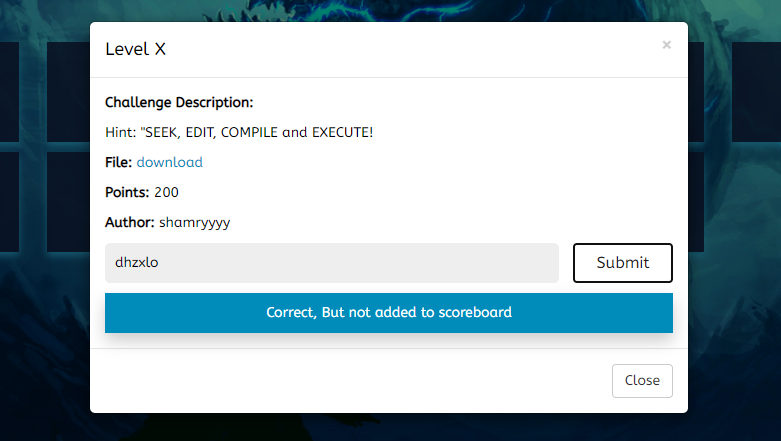 Level X
×
Challenge Description:
Hint: "SEEK, EDIT, COMPILE and EXECUTE!
File: download
Points: 200
Author: shamryyyy
dhzxlo
Submit
Correct, But not added to scoreboard
Close